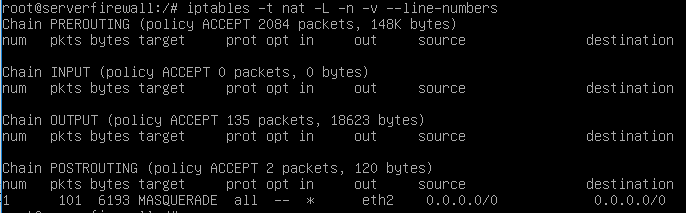 root@serverfirewall:/# iptables -t nat -L -n -v --line-numbers
Chain PREROUTING (policy ACCEPT 2084 packets, 148K bytes)
num   pkts bytes target     prot opt in     out     source               destination
Chain INPUT (policy ACCEPT 0 packets, 0 bytes)
num   pkts bytes target     prot opt in     out     source               destination
Chain OUTPUT (policy ACCEPT 135 packets, 18623 bytes)
num   pkts bytes target     prot opt in     out     source               destination
Chain POSTROUTING (policy ACCEPT 2 packets, 120 bytes)
num   pkts bytes target     prot opt in     out     source               destination
1      101  6193 MASQUERADE  all  --  *      eth2    0.0.0.0/0            0.0.0.0/0